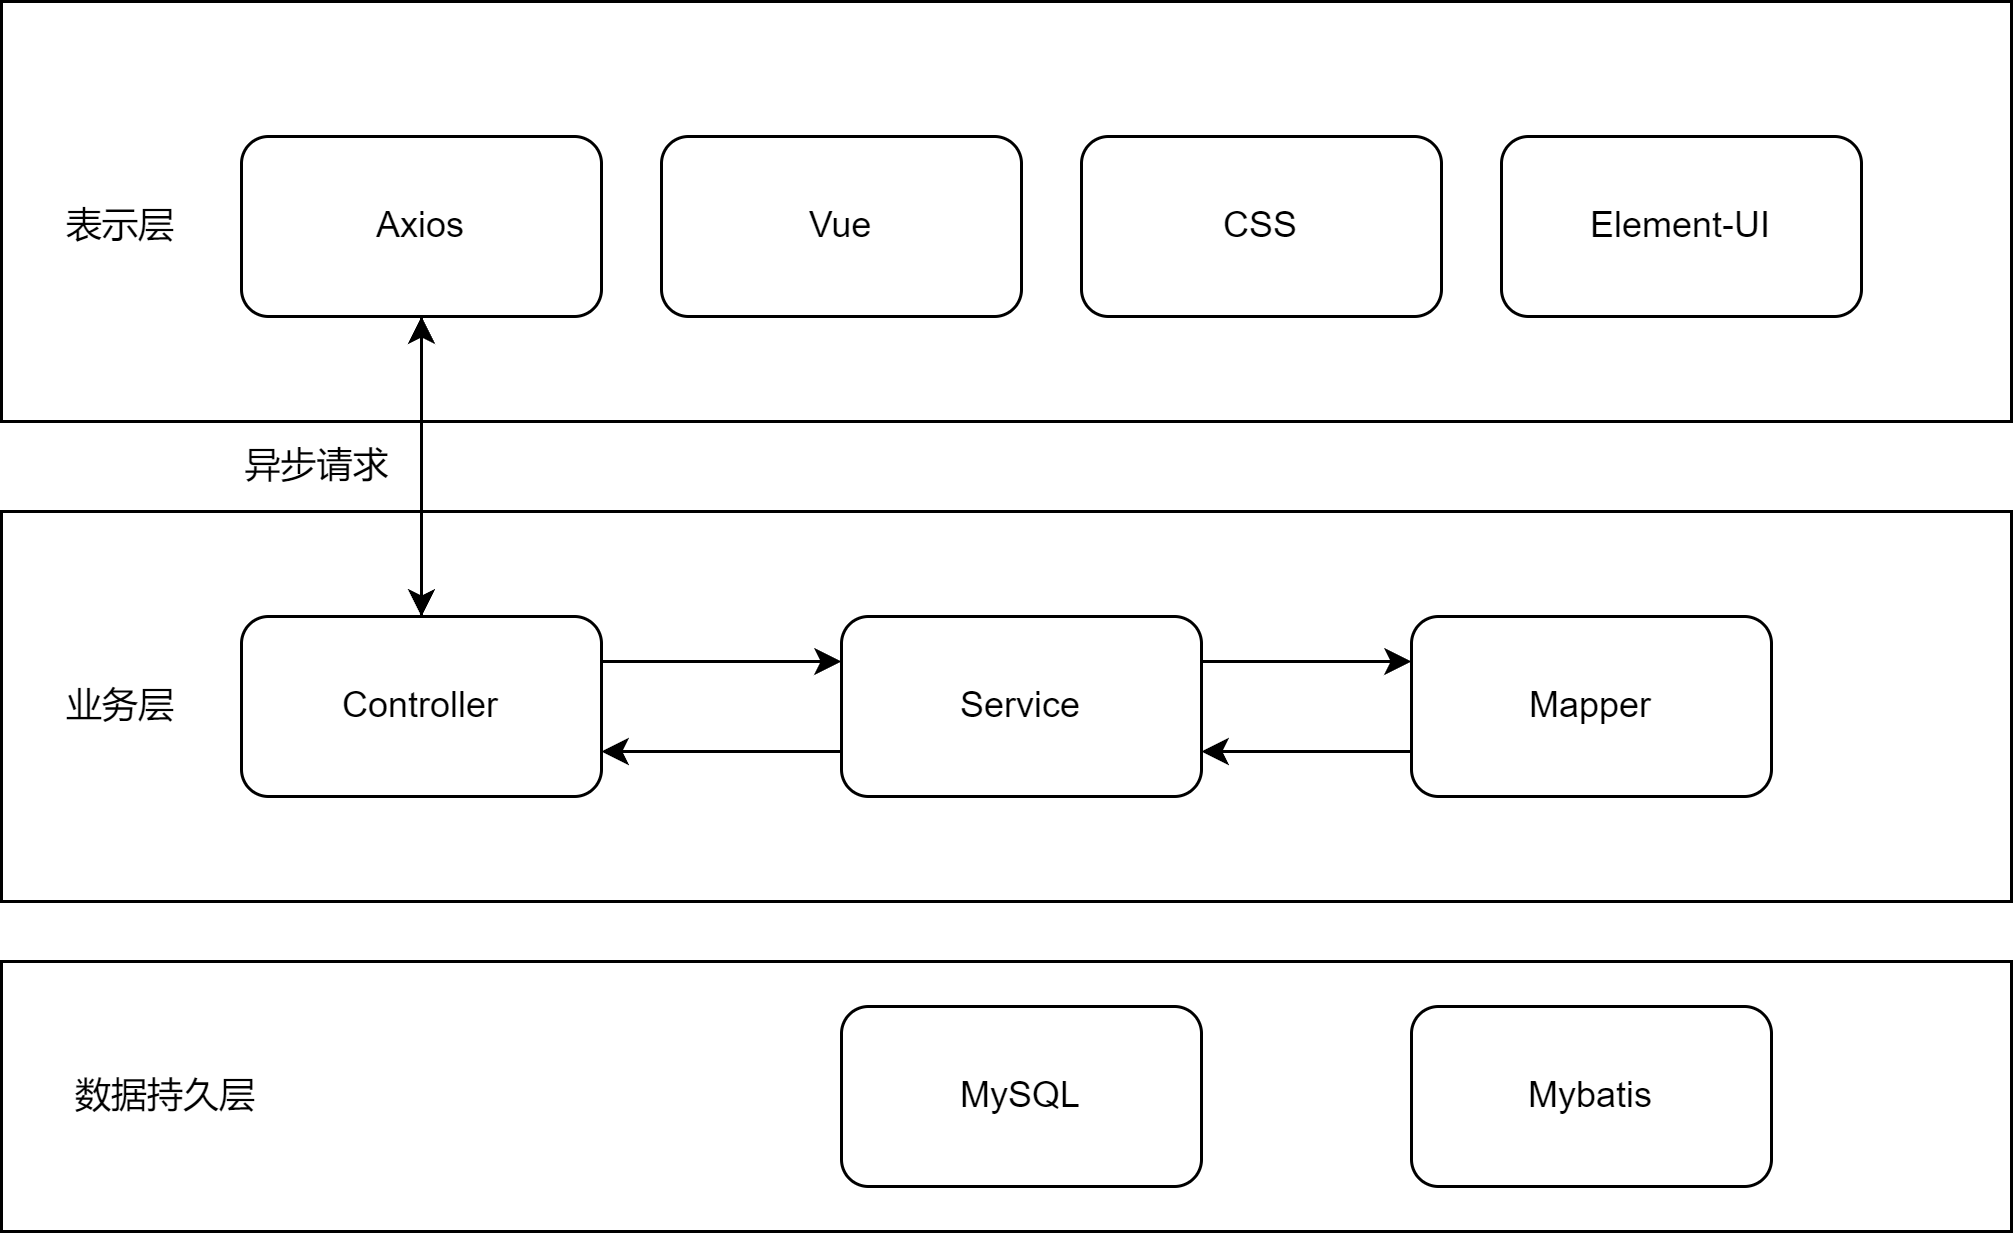 表示层
Axios
Vue
CSS
Element-UI
异步请求
业务层
Controller
Service
Mapper
数据持久层
MySQL
Mybatis